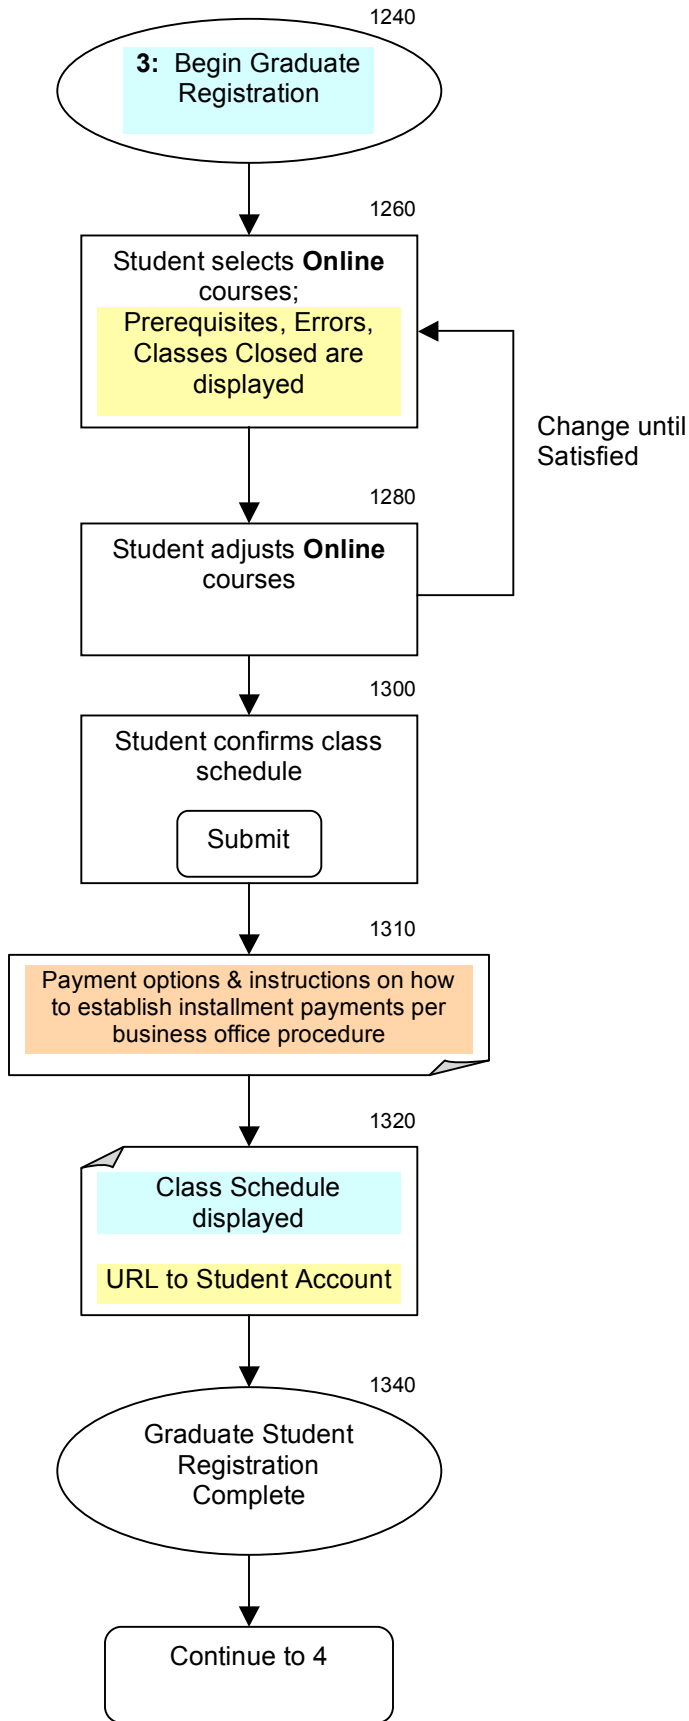 1240
3: Begin Graduate
Registration
1260
Student selects Online
courses;
Prerequisites, Errors,
Classes Closed are
displayed
Change until
Satisfied
1280
Student adjusts Online
courses
1300
Student confirms class
schedule
Submit
1310
Payment options & instructions on how
to establish installment payments per
business office procedure
1320
Class Schedule
displayed
URL to Student Account
1340
Graduate Student
Registration
Complete
Continue to 4